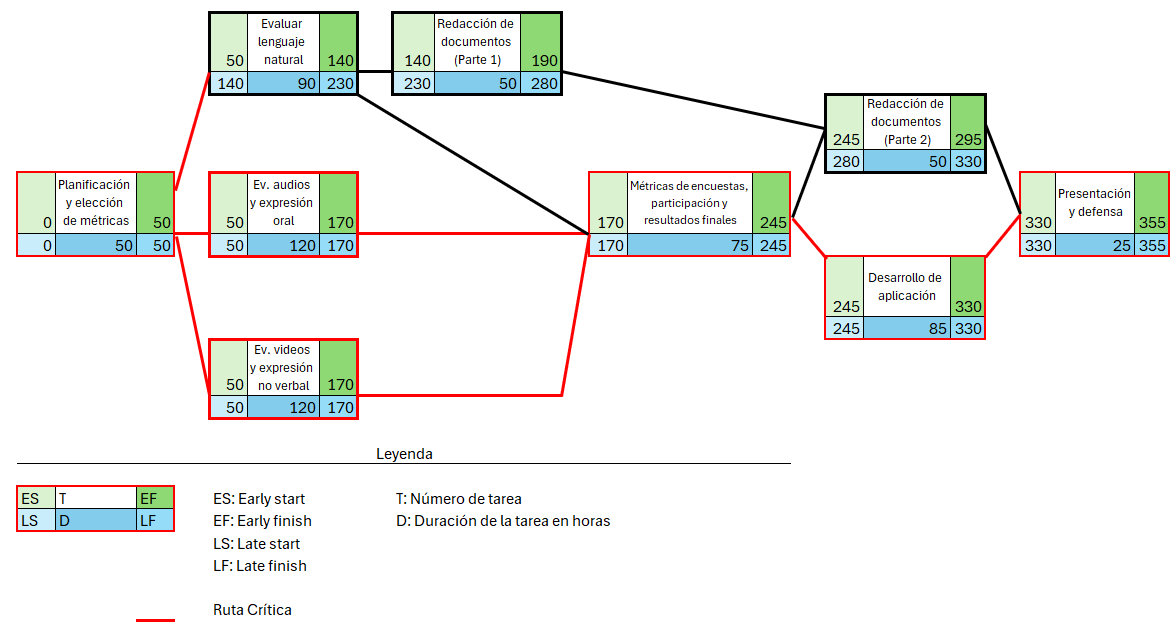 Evaluar
lenguaje
natural
50
140
140
90
230
Redacción de
documentos
(Parte 1)
140
190
230
50
280
Redacción de
documentos
(Parte 2)
245
295
280
50
330
Planificación
y elección
de métricas
0
50
0
50
50
Ev. audios
y expresión
oral
50
170
50
120
170
Métricas de encuestas,
participación y
resultados finales
170
245
170
75
245
Presentación
y defensa
330
355
330
25
355
Desarrollo de
aplicación
245
330
245
85
330
Ev. videos
y expresión
no verbal
50
170
50
120
170
Leyenda
ES
T
EF
LS
D
LF
ES: Early start
T: Número de tarea
EF: Early finish
D: Duración de la tarea en horas
LS: Late start
LF: Late finish
Ruta Crítica